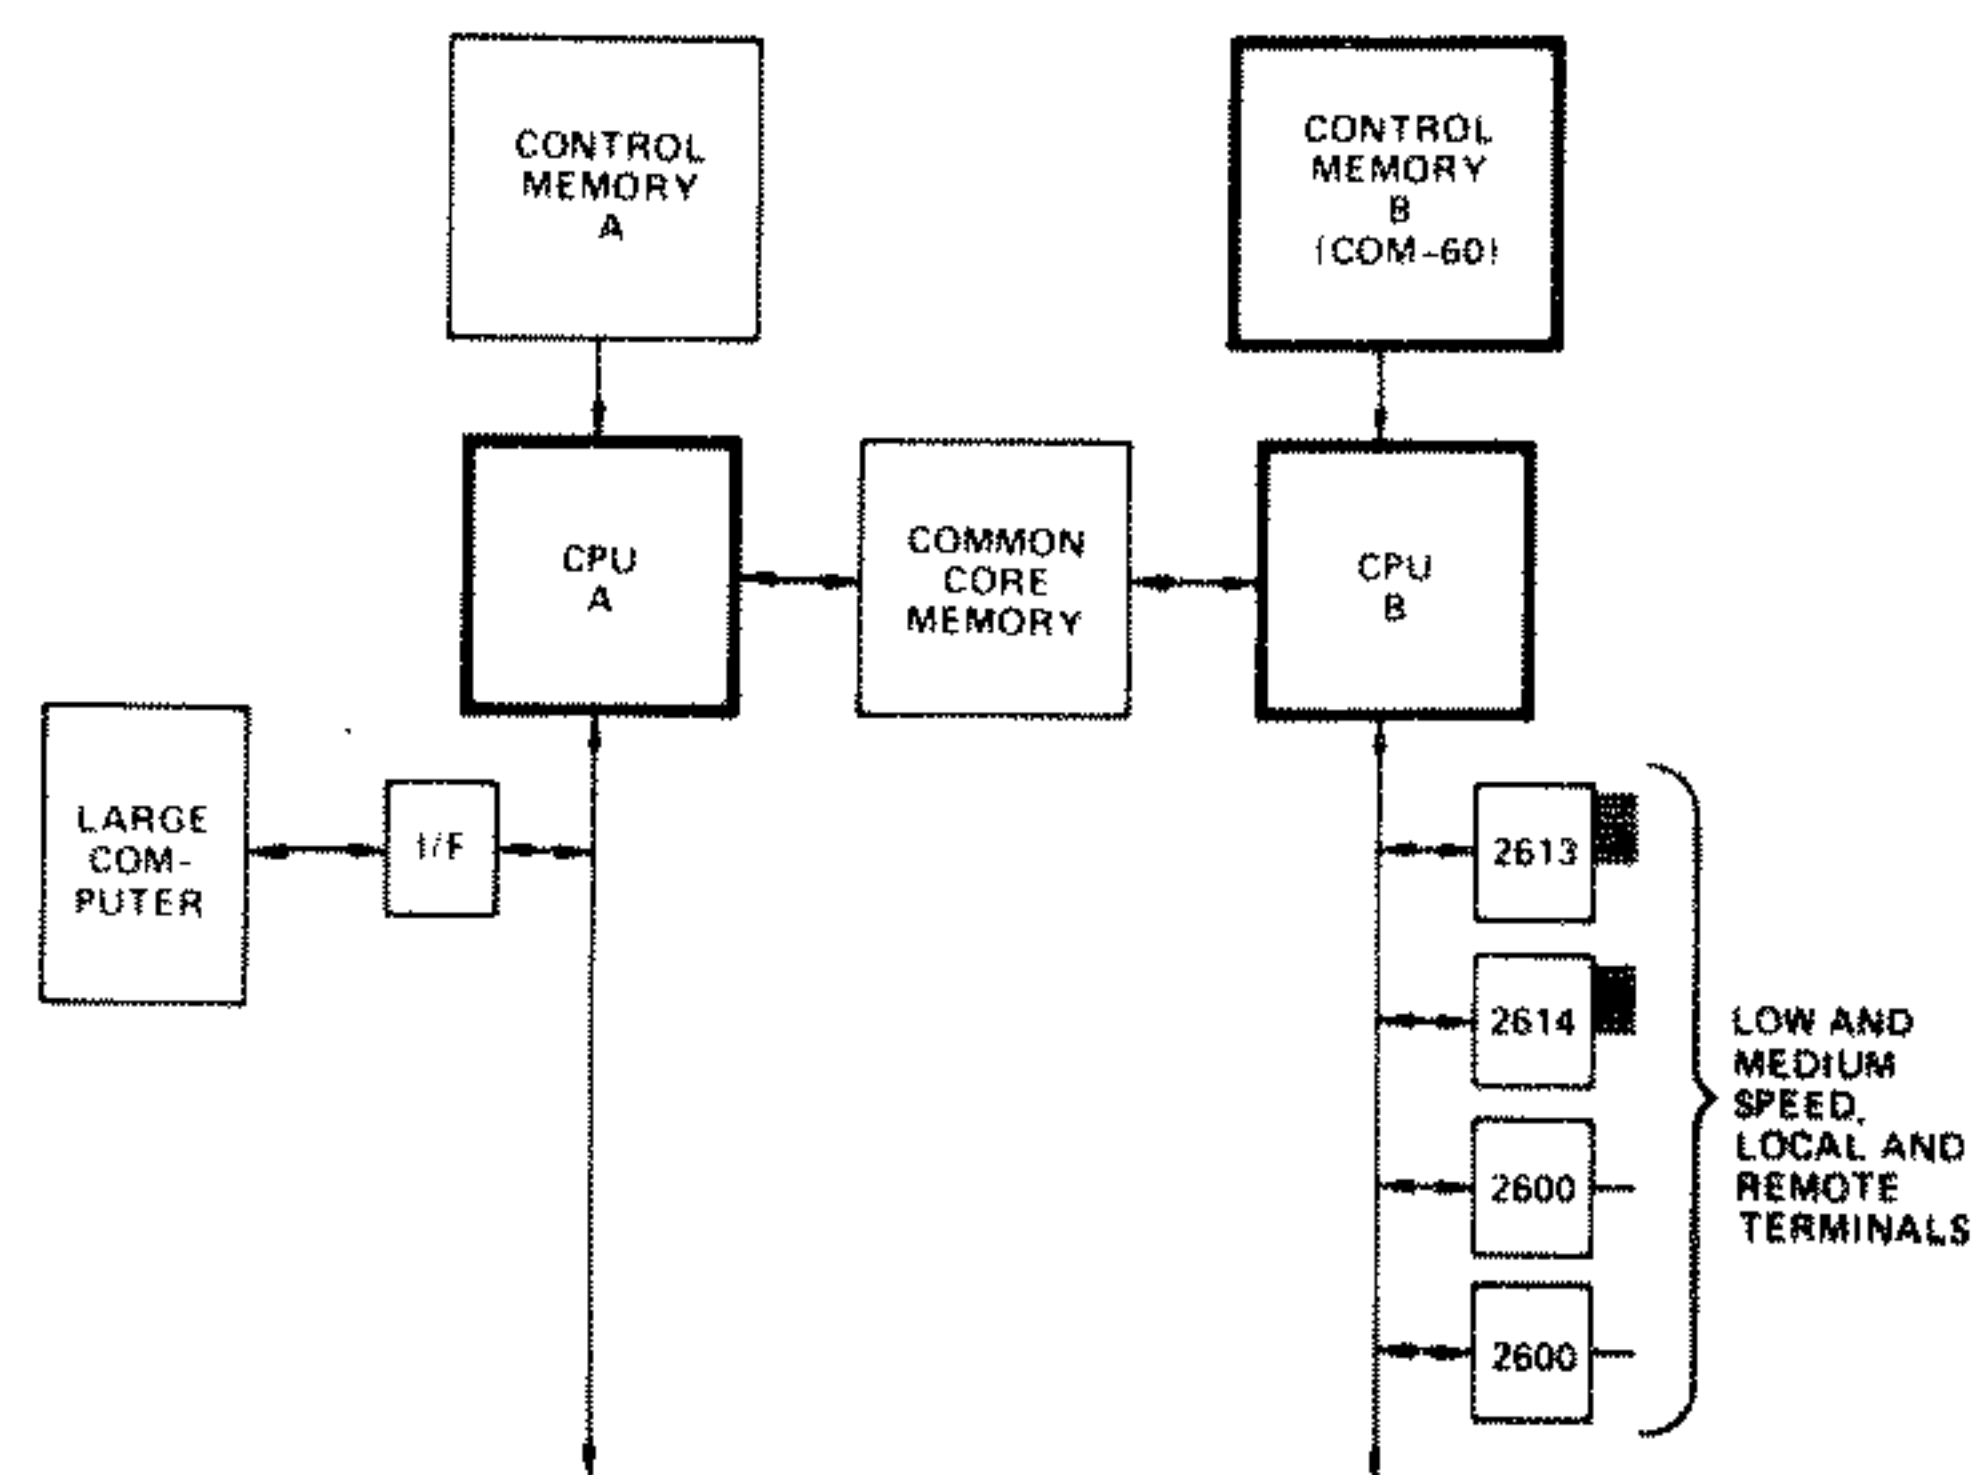 CONTROL
MEMORY
A
CONTROL
MEMORY
B
(COM-60)
CPU
A
COMMON
CORE
MEMORY
CPU
B
LARGE
COM-
PUTER
I/F
2613
2614
2600
2600
LOW AND
MEDIUM
SPEED,
LOCAL AND
REMOTE
TERMINALS